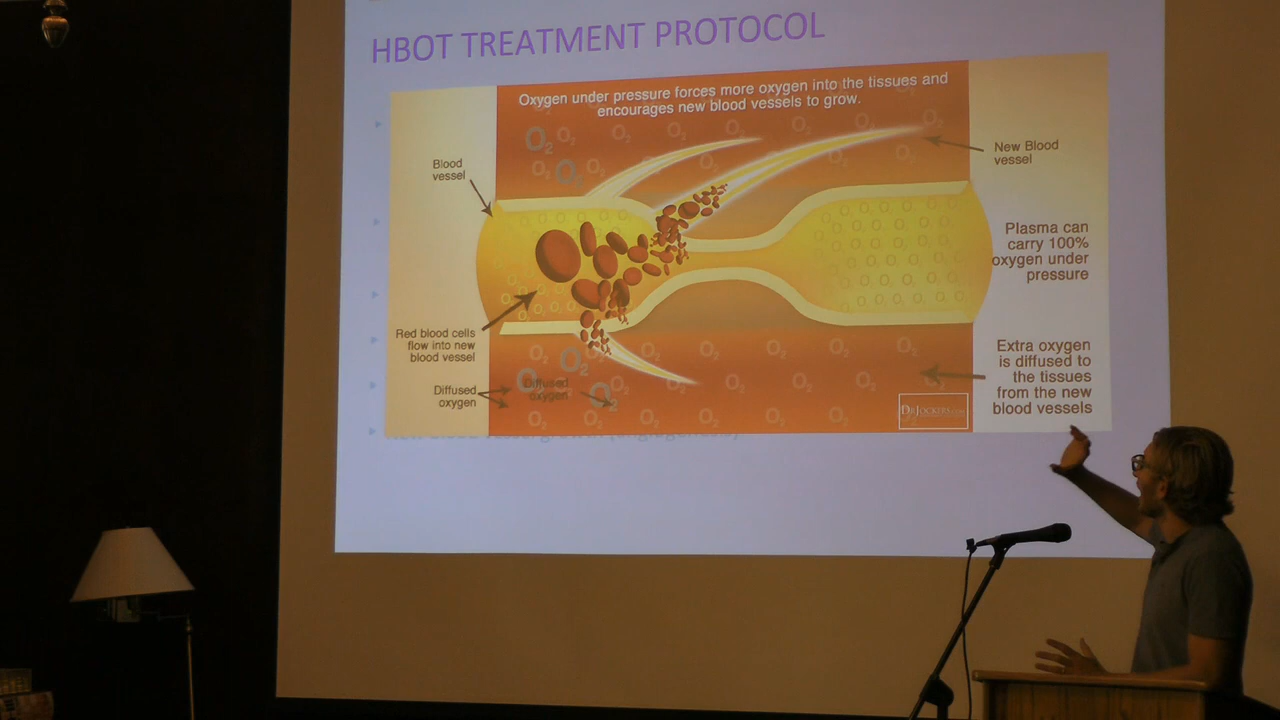 HBOT TREATMENT PROTOCOL
Oxygen under pressure forces more oxygen into the tissues and
encourages new blood vessels to grow.
Blood
vessel
New Blood
vessel
Plasma can
carry 100%
oxygen under
pressure
Red blood cells
flow into new
blood vessel
Extra oxygen
is diffused to
the tissues
from the new
blood vessels
Diffused
oxygen
Diffused
oxygen
O₂
DRJOCKERS.COM